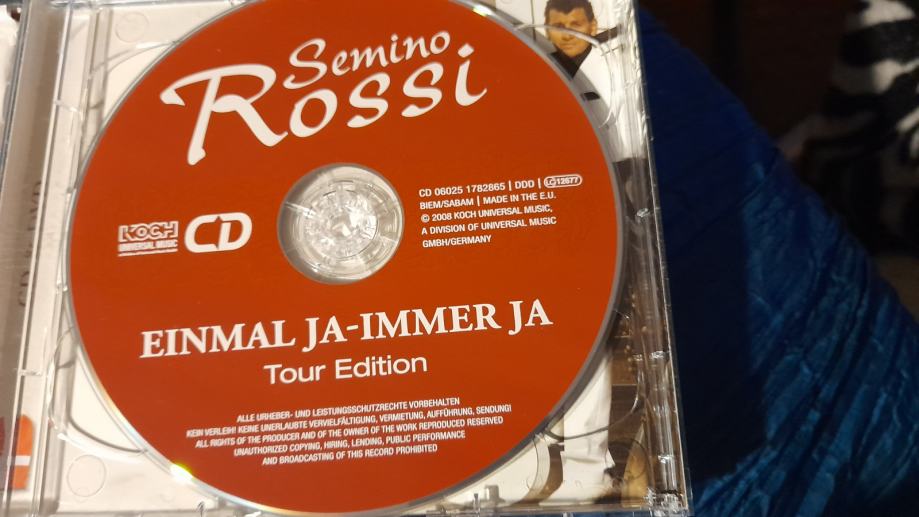 Semino
Rossi
CD 06025 1782865 | DDD | LC 12677
BIEM/SABAM | MADE IN THE E.U.
℗ 2008 KOCH UNIVERSAL MUSIC,
A DIVISION OF UNIVERSAL MUSIC
GMBH/GERMANY
KOCH
UNIVERSAL MUSIC
CD
EINMAL JA-IMMER JA
Tour Edition
ALLE URHEBER- UND LEISTUNGSSCHUTZRECHTE VORBEHALTEN
KEIN VERLEIH! KEINE UNERLAUBTE VERVIELFÄLTIGUNG, VERMIETUNG, AUFFÜHRUNG, SENDUNG!
ALL RIGHTS OF THE PRODUCER AND OF THE OWNER OF THE WORK REPRODUCED RESERVED
UNAUTHORIZED COPYING, HIRING, LENDING, PUBLIC PERFORMANCE
AND BROADCASTING OF THIS RECORD PROHIBITED